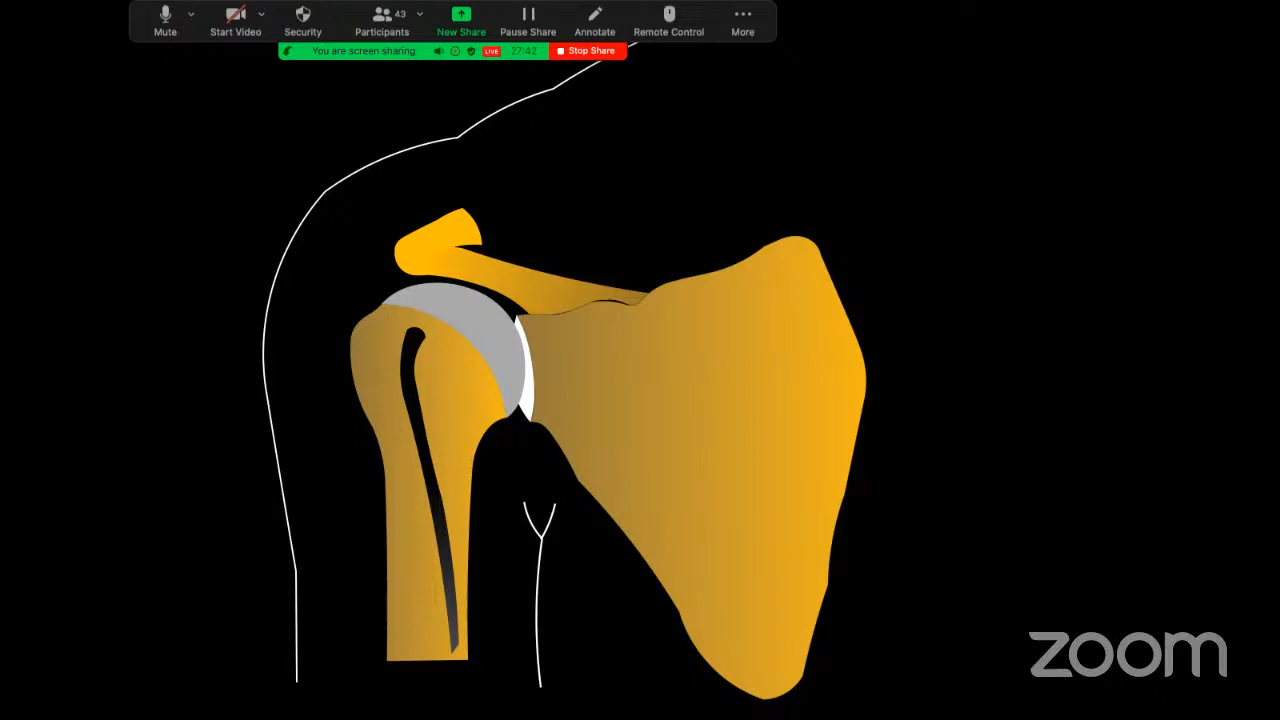 43
Mute Start Video Security Participants New Share Pause Share Annotate Remote Control More
You are screen sharing LIVE 27:42 Stop Share
zoom